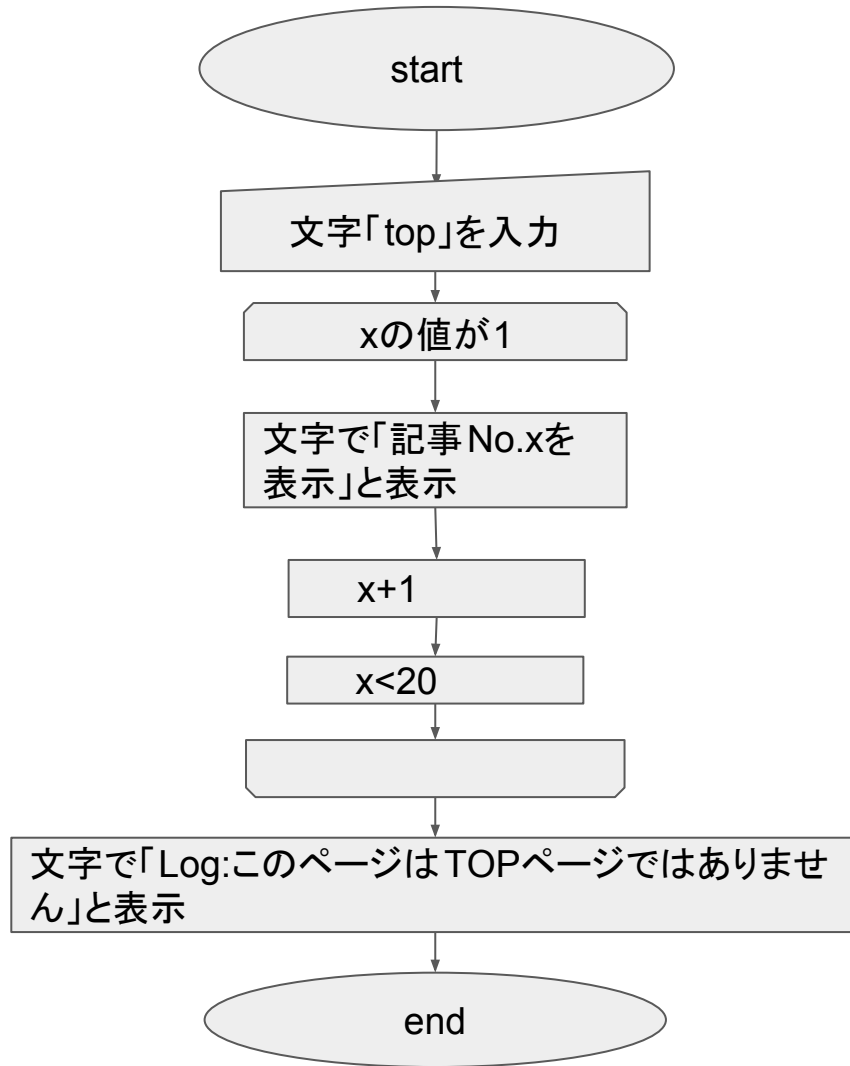 start
文字「top」を入力
xの値が1
文字で「記事No.xを
表示」と表示
x+1
x<20
文字で「Log:このページはTOPページではありませ
ん」と表示
end